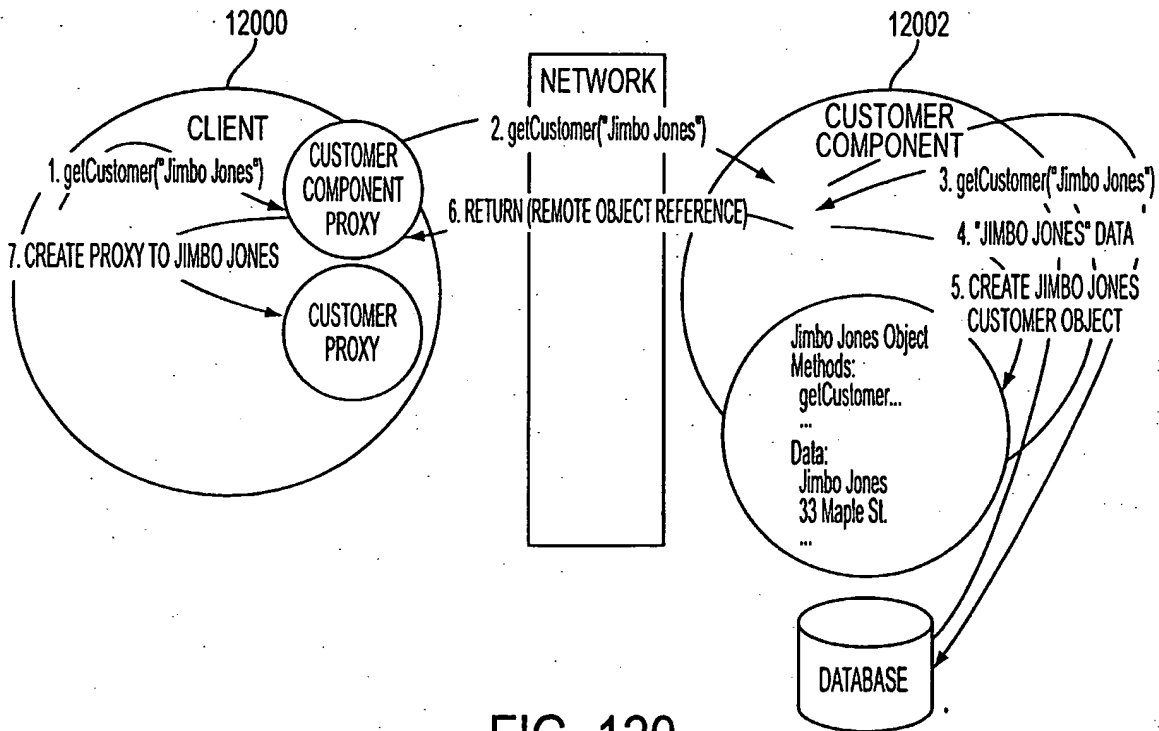 12000
12002
NETWORK
CLIENT
CUSTOMER
COMPONENT
PROXY
1. getCustomer("Jimbo Jones")
2. getCustomer("Jimbo Jones")
CUSTOMER
COMPONENT
3. getCustomer("Jimbo Jones")
6. RETURN (REMOTE OBJECT REFERENCE)
4. "JIMBO JONES" DATA
7. CREATE PROXY TO JIMBO JONES
5. CREATE JIMBO JONES
CUSTOMER OBJECT
CUSTOMER
PROXY
Jimbo Jones Object
Methods:
getCustomer...
...
Data:
Jimbo Jones
33 Maple St.
...
DATABASE